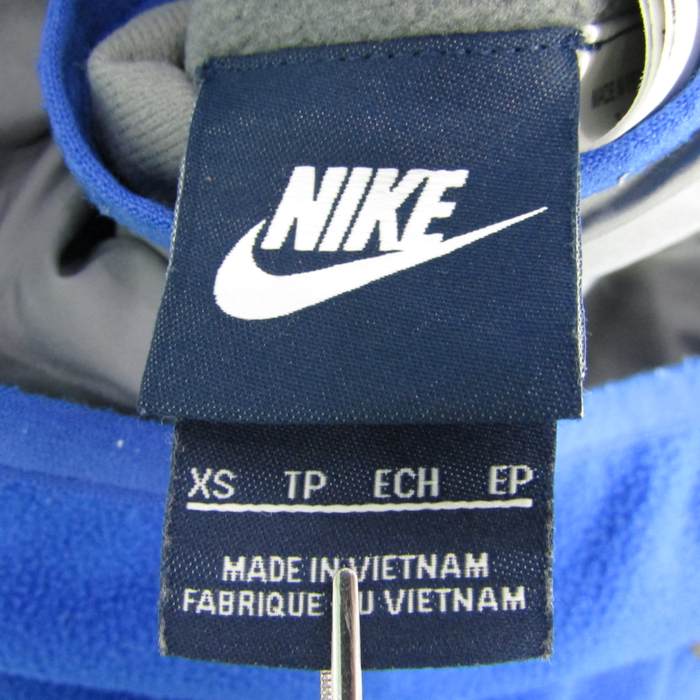 NIKE
XS TP ECH EP
MADE IN VIETNAM
FABRIQUE U VIETNAM